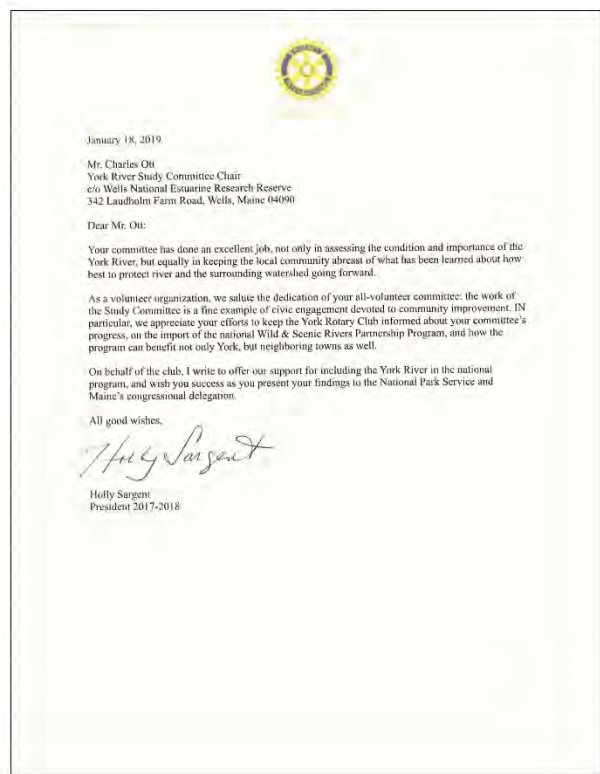 January 18, 2019
Mr. Charles Ott
York River Study Committee Chair
c/o Wells National Estuarine Research Reserve
342 Laudholm Farm Road, Wells, Maine 04090
Dear Mr. Ott:
Your committee has done an excellent job, not only in assessing the condition and importance of the
York River, but equally in keeping the local community abreast of what has been learned about how
best to protect river and the surrounding watershed going forward.
As a volunteer organization, we salute the dedication of your all-volunteer committee: the work of
the Study Committee is a fine example of civic engagement devoted to community improvement. IN
particular, we appreciate your efforts to keep the York Rotary Club informed about your committee's
progress, on the import of the national Wild & Scenic Rivers Partnership Program, and how the
program can benefit not only York, but neighboring towns as well.
On behalf of the club, I write to offer our support for including the York River in the national
program, and wish you success as you present your findings to the National Park Service and
Maine's congressional delegation.
All good wishes,
Holly Sargent
Holly Sargent
President 2017-2018